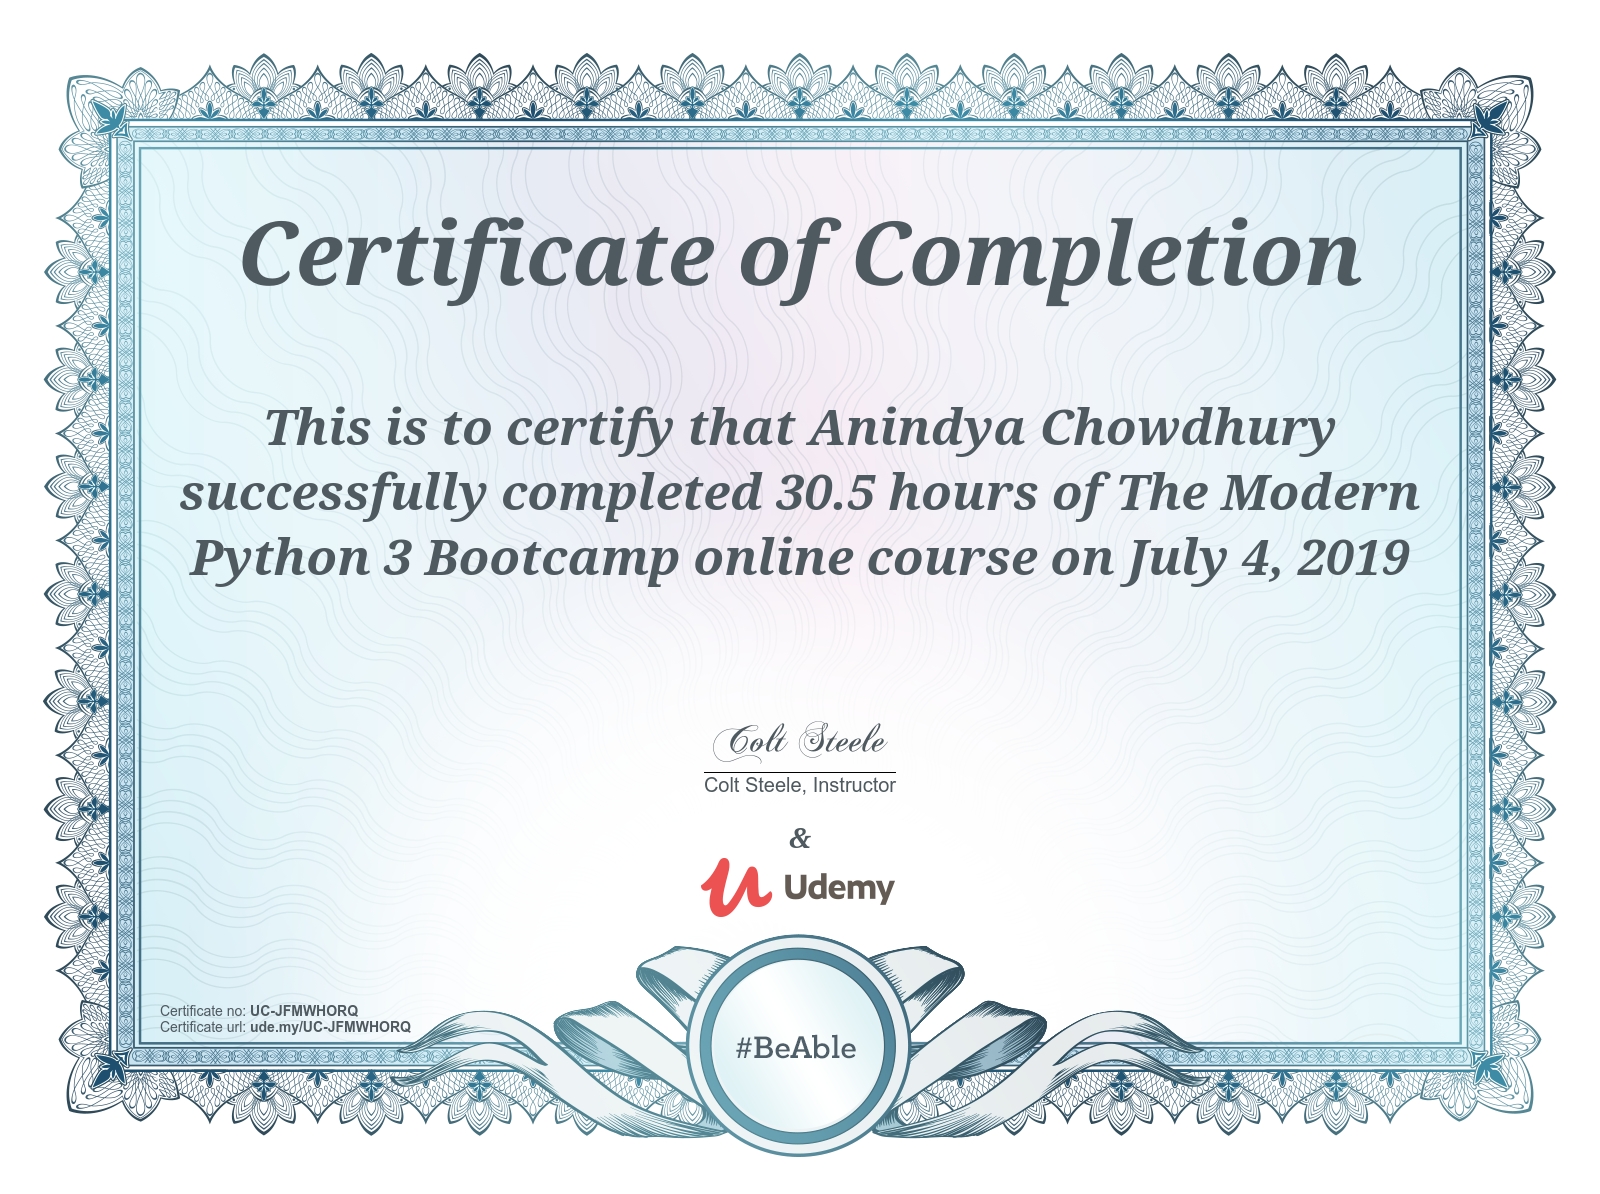 Certificate of Completion
This is to certify that Anindya Chowdhury
successfully completed 30.5 hours of The Modern
Python 3 Bootcamp online course on July 4, 2019
Colt Steele
Colt Steele, Instructor
&
Udemy
#BeAble
Certificate no: UC-JFMWHORQ
Certificate url: ude.my/UC-JFMWHORQ